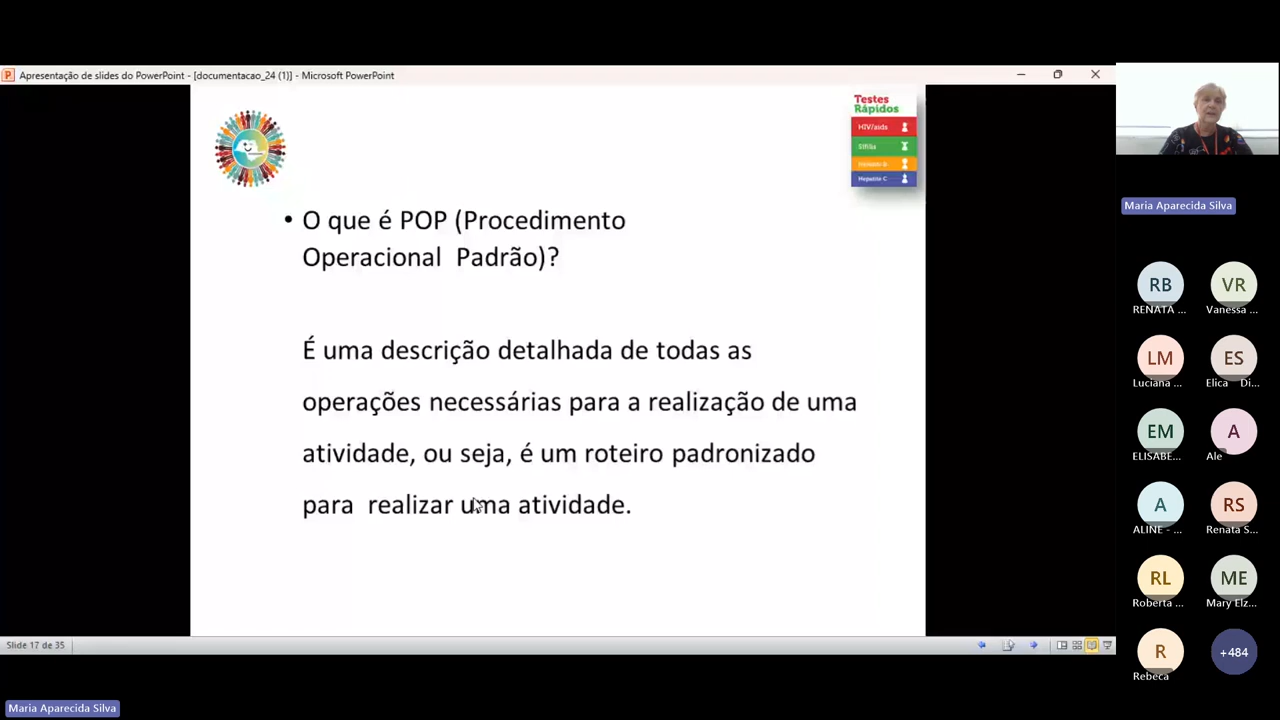 Apresentação de slides do PowerPoint - [documentacao_24 (1)] - Microsoft PowerPoint
Testes
Rápidos
HIV/aids
Sífilis
Hepatite B
Hepatite C
• O que é POP (Procedimento
Operacional Padrão)?
É uma descrição detalhada de todas as
operações necessárias para a realização de uma
atividade, ou seja, é um roteiro padronizado
para realizar uma atividade.
Slide 17 de 35
Maria Aparecida Silva
RB
RENATA ...
VR
Vanessa ...
LM
Luciana ...
ES
Elica Di...
EM
ELISABE...
A
Ale
A
ALINE - ...
RS
Renata S...
RL
Roberta ...
ME
Mary Elz...
R
Rebeca
+484
Maria Aparecida Silva